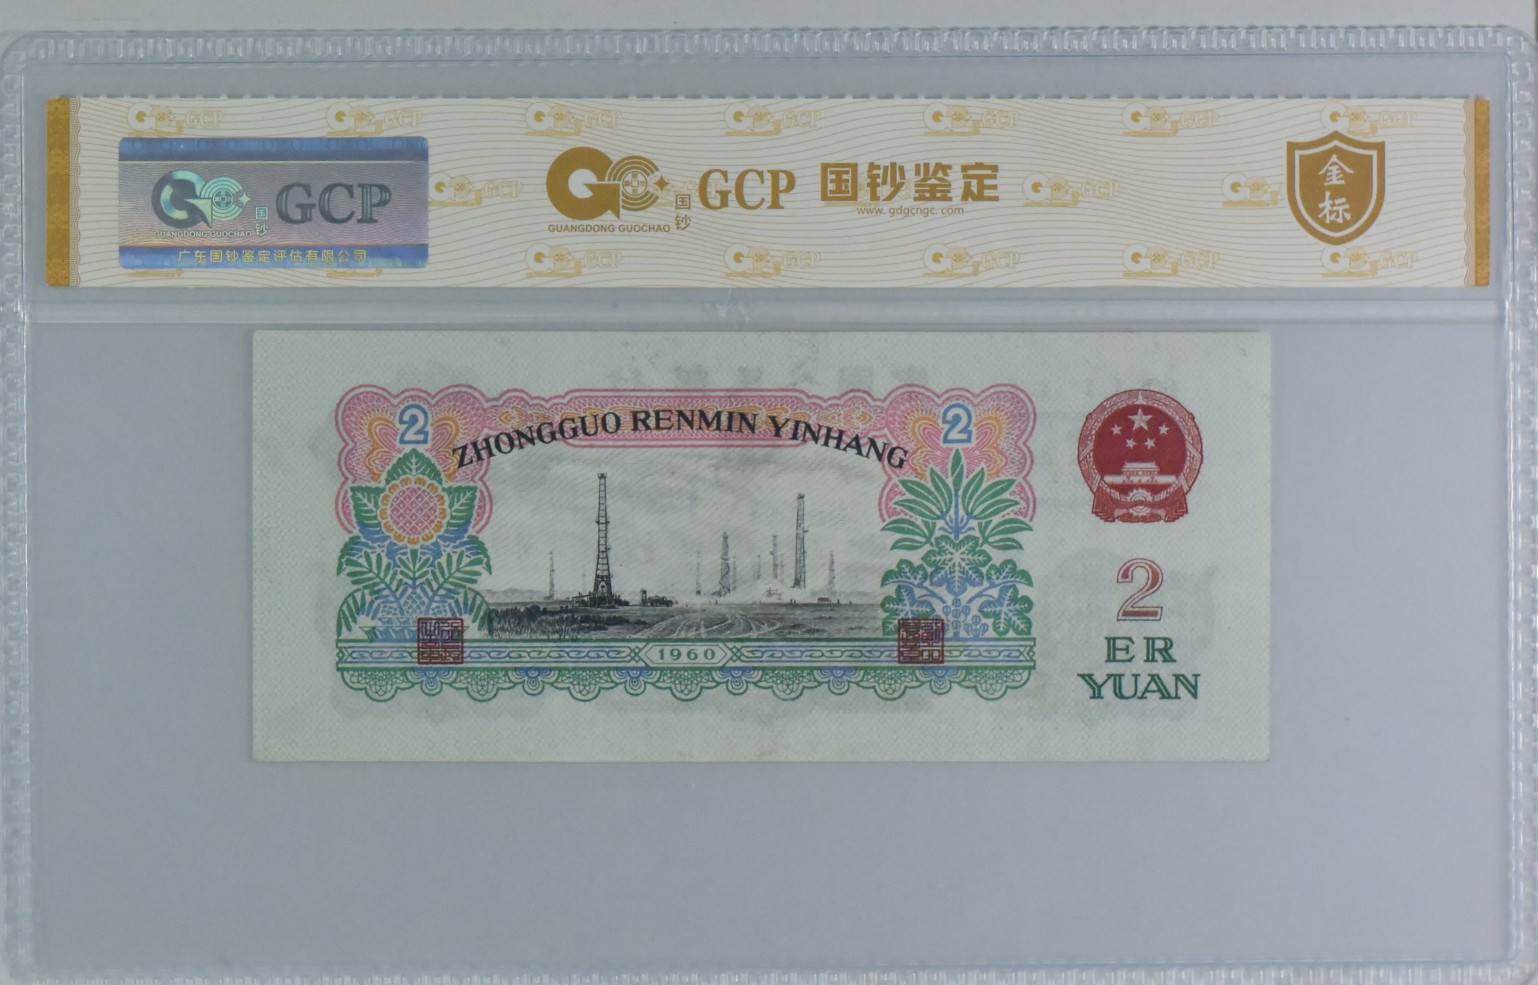 GCP
国钞
GUANGDONG GUOCHAO
广东国钞鉴定评估有限公司
GCP 国钞鉴定
国钞
GUANGDONG GUOCHAO
www.gdgcngc.com
金标
2
2
ZHONGGUO RENMIN YINHANG
1960
2
ER
YUAN